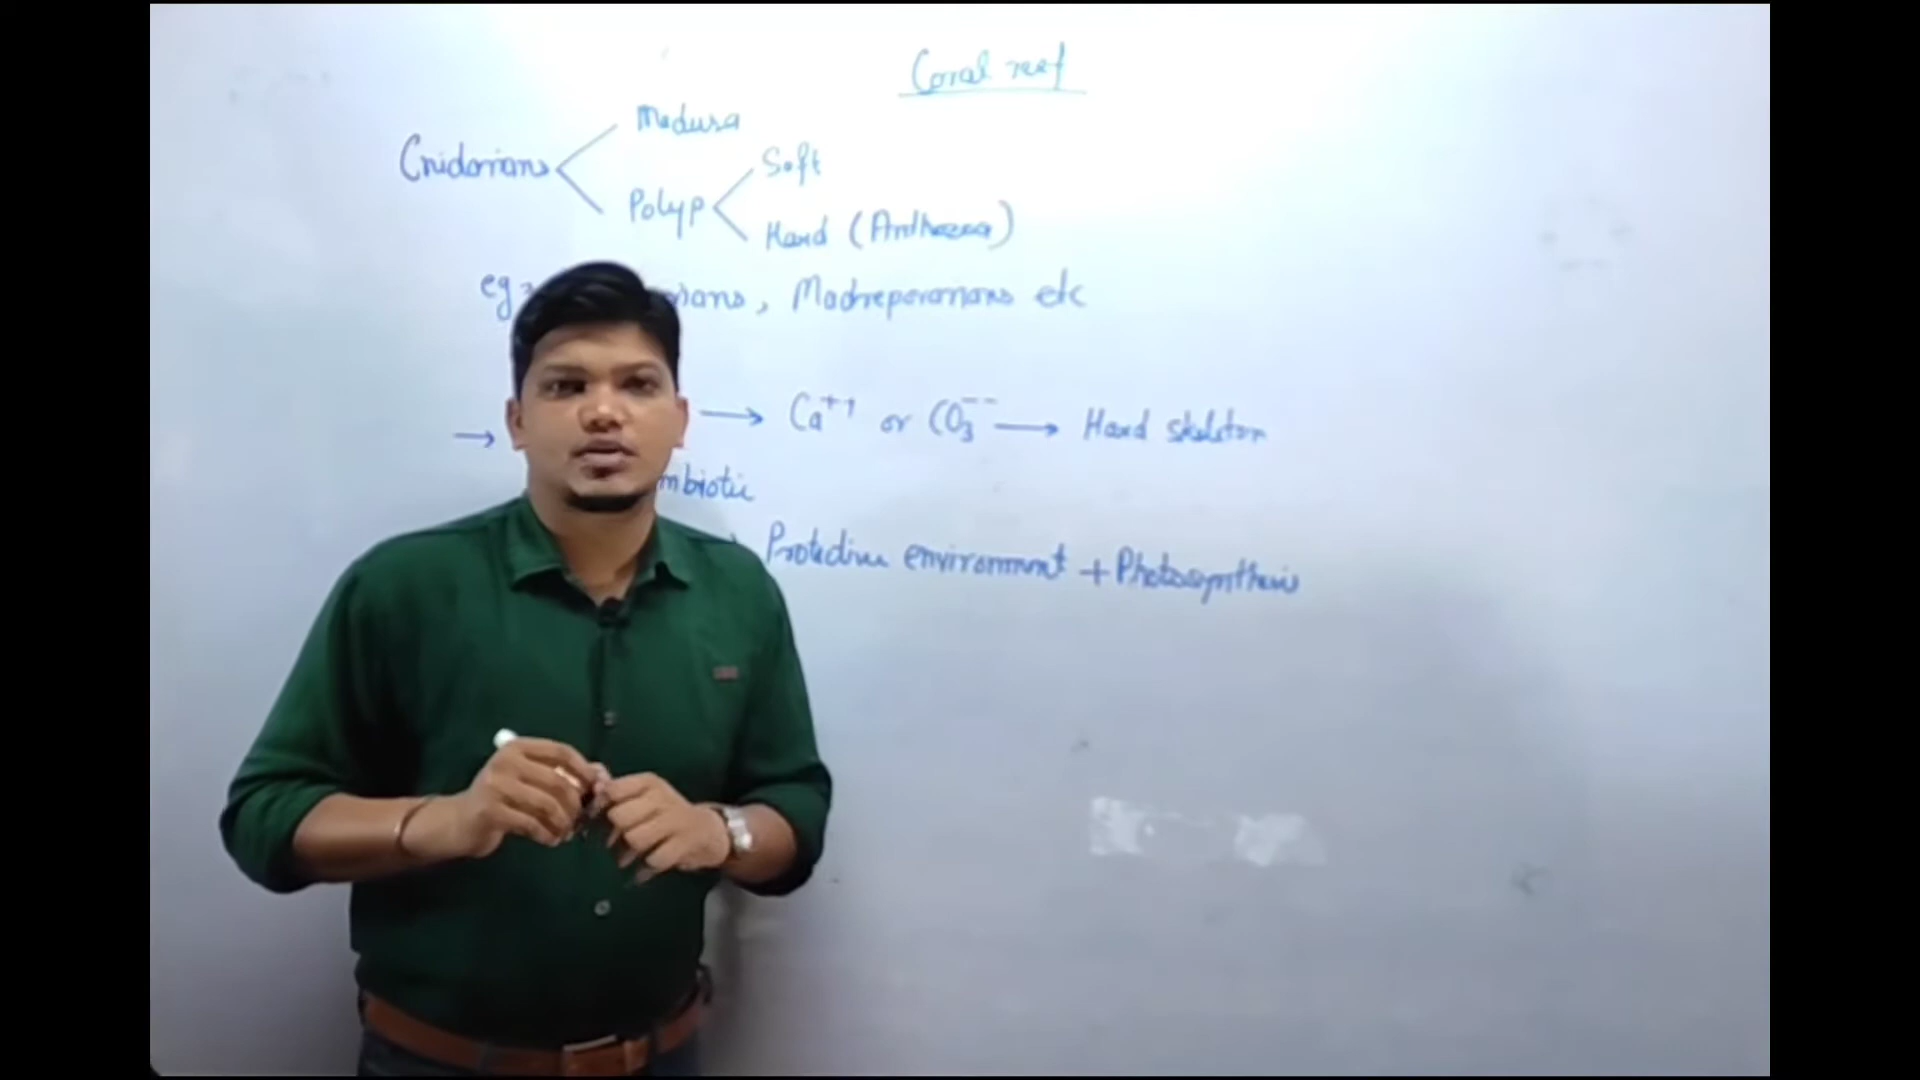 Coral reef
Medusa
Cnidarians
Soft
Polyp
Hard (Anthozoa)
eg: , Madreporarians etc
→ → Ca++ or CO3-- → Hard skeleton
Protective environment + Photosynthesis